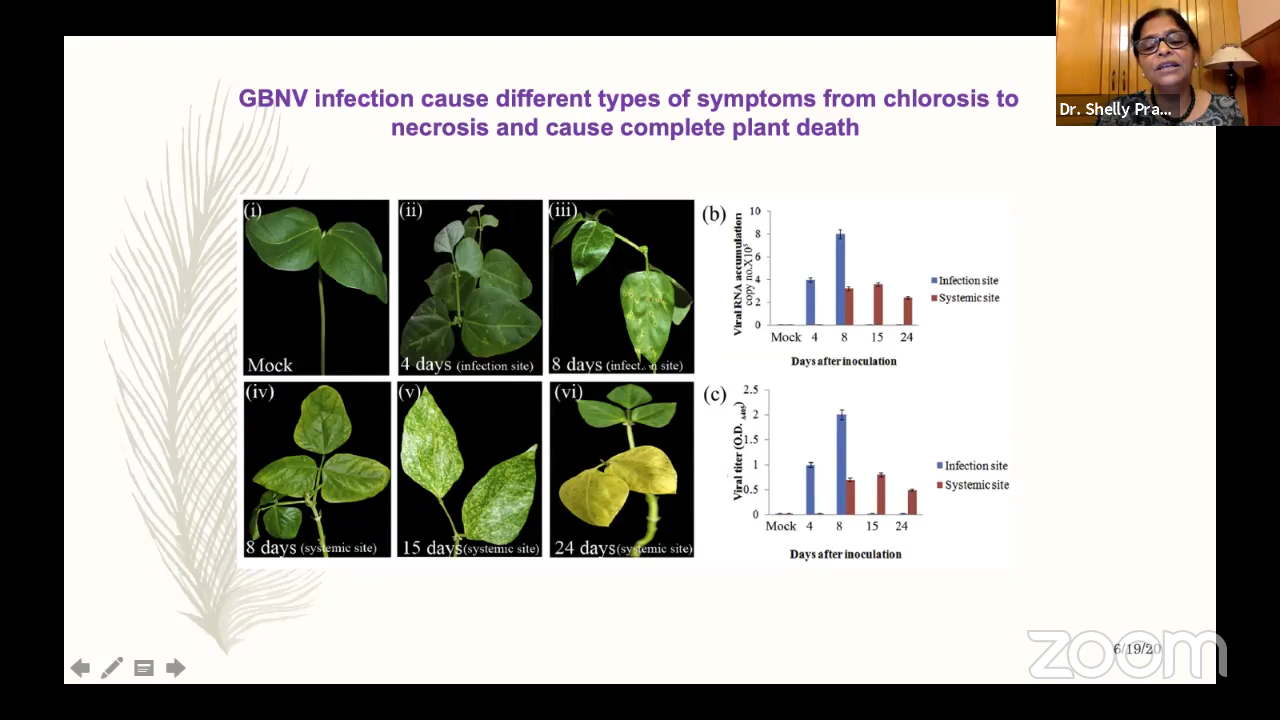 Dr. Shelly Pra...
GBNV infection cause different types of symptoms from chlorosis to
necrosis and cause complete plant death
(i)
Mock
(ii)
4 days (infection site)
(iii)
8 days site)
(iv)
8 days (systemic site)
(v)
15 days (systemic site)
(vi)
24 days (systemic site)
(b)
Viral RNA accumulation
copy no.X10⁵
10
8
6
4
2
0
Mock 4 8 15 24
Days after inoculation
Infection site
Systemic site
(c)
Viral titer (O.D. A405)
2.5
2
1.5
1
0.5
0
Mock 4 8 15 24
Days after inoculation
Infection site
Systemic site
6/19/20
zoom